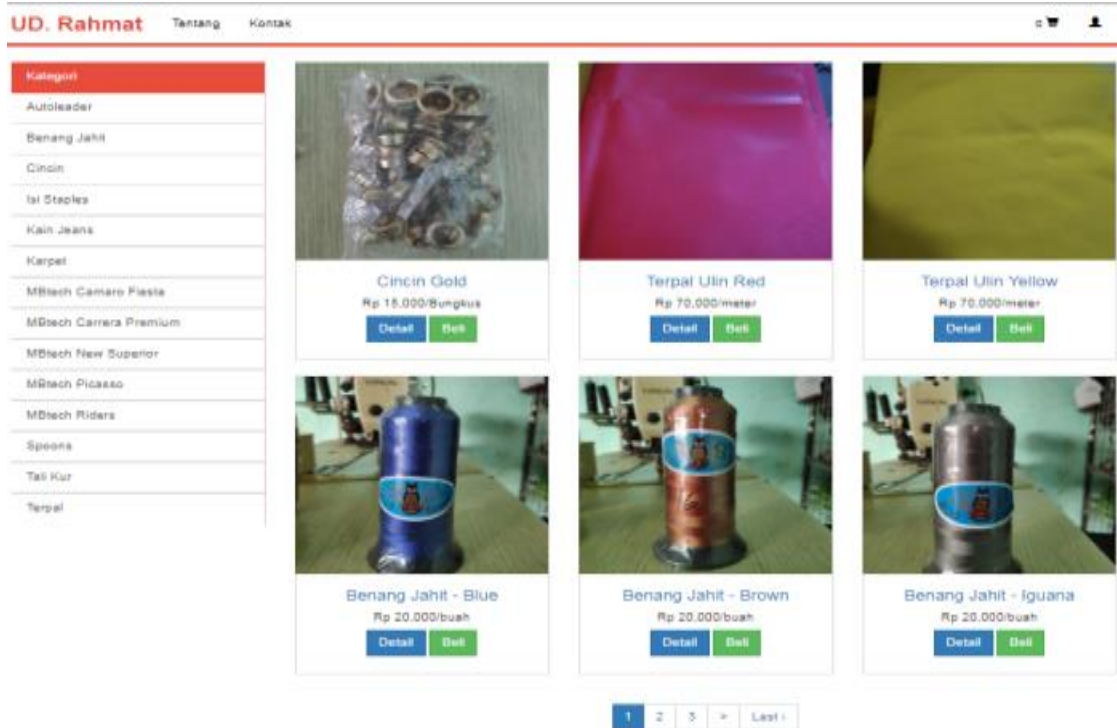 UD. Rahmat Tentang Kontak 0
Kategori
Autoleader
Benang Jahit
Cincin
Isi Staples
Kain Jeans
Karpet
MBtech Camaro Fiesta
MBtech Carrera Premium
MBtech New Superior
MBtech Picasso
MBtech Riders
Spoons
Tali Kur
Terpal
Cincin Gold
Rp 15.000/Bungkus
Detail Beli
Terpal Ulin Red
Rp 70.000/meter
Detail Beli
Terpal Ulin Yellow
Rp 70.000/meter
Detail Beli
Benang Jahit - Blue
Rp 20.000/buah
Detail Beli
Benang Jahit - Brown
Rp 20.000/buah
Detail Beli
Benang Jahit - Iguana
Rp 20.000/buah
Detail Beli
1 2 3 > Last ›